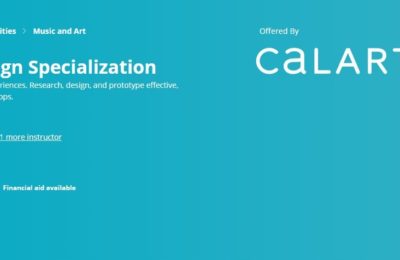 ities > Music and Art
Offered By
CALART
gn Specialization
riences. Research, design, and prototype effective,
pps.
1 more instructor
Financial aid available